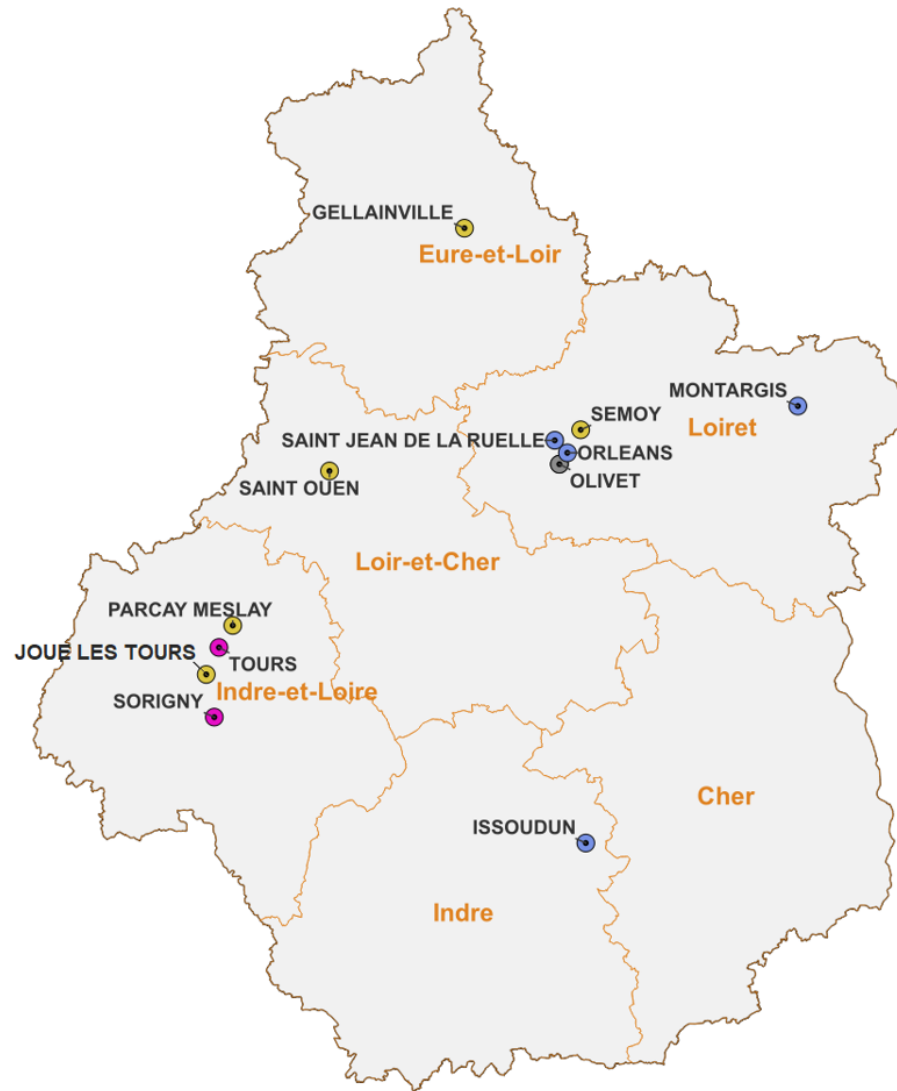 GELLAINVILLE
Eure-et-Loir
MONTARGIS
SEMOY
Loiret
SAINT JEAN DE LA RUELLE
ORLEANS
OLIVET
SAINT OUEN
Loir-et-Cher
PARCAY MESLAY
JOUE LES TOURS
TOURS
Indre-et-Loire
SORIGNY
Cher
ISSOUDUN
Indre